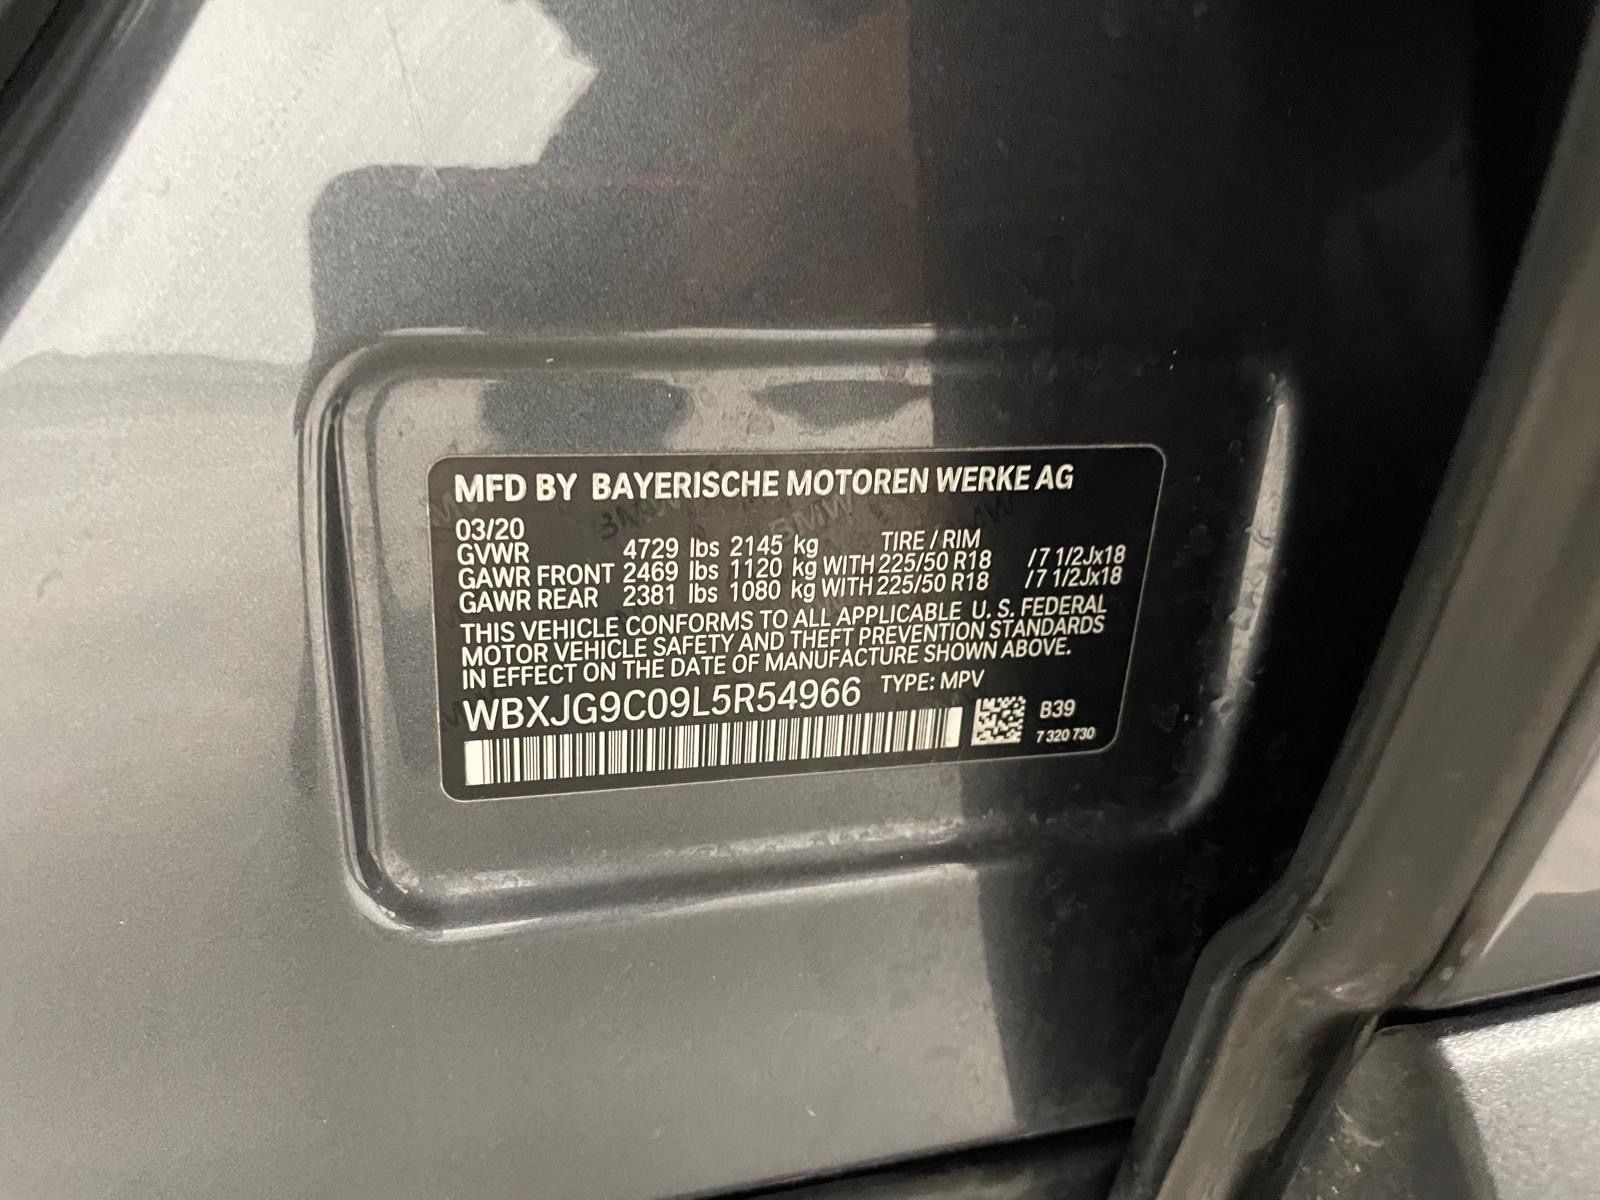 MFD BY BAYERISCHE MOTOREN WERKE AG
03/20
GVWR 4729 lbs 2145 kg TIRE / RIM
GAWR FRONT 2469 lbs 1120 kg WITH 225/50 R18 /7 1/2Jx18
GAWR REAR 2381 lbs 1080 kg WITH 225/50 R18 /7 1/2Jx18
THIS VEHICLE CONFORMS TO ALL APPLICABLE U. S. FEDERAL
MOTOR VEHICLE SAFETY AND THEFT PREVENTION STANDARDS
IN EFFECT ON THE DATE OF MANUFACTURE SHOWN ABOVE.
WBXJG9C09L5R54966 TYPE: MPV
B39
7 320 730